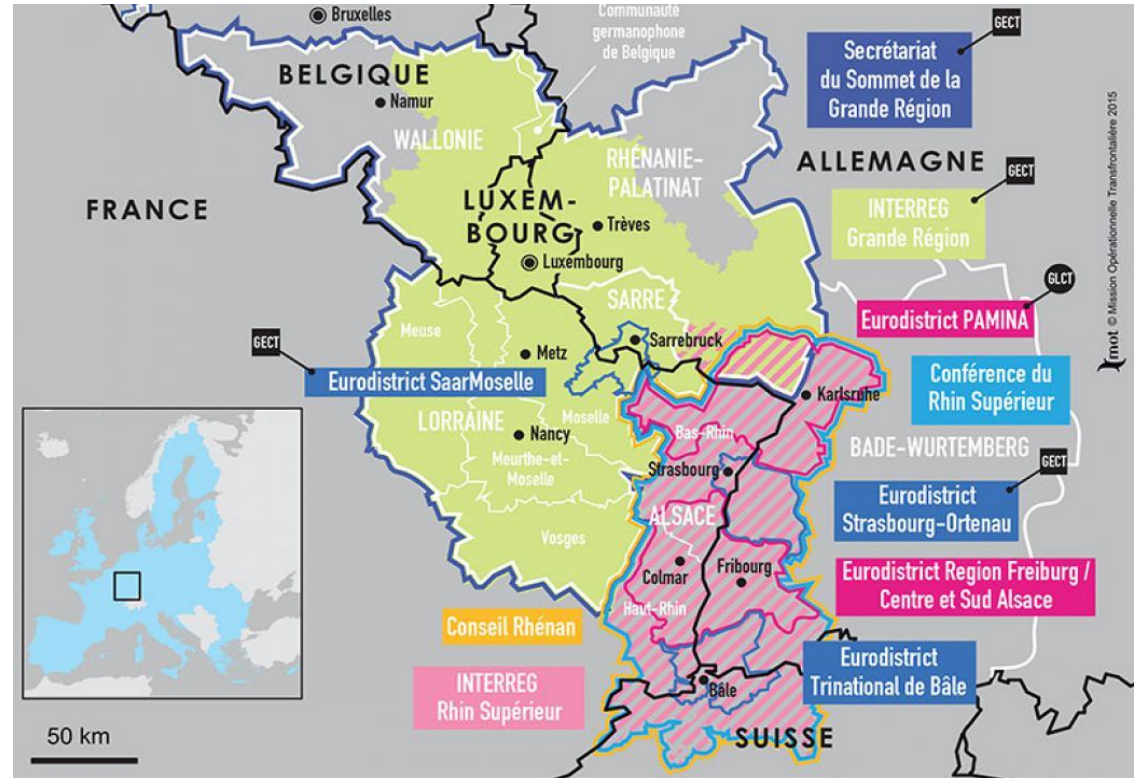 Bruxelles
Communauté
germanophone
de Belgique
GECT
Secrétariat
du Sommet de la
Grande Région
BELGIQUE
Namur
WALLONIE
RHÉNANIE-
PALATINAT
ALLEMAGNE
GECT
INTERREG
Grande Région
FRANCE
LUXEM-
BOURG
Trèves
Luxembourg
SARRE
GLCT
Eurodistrict PAMINA
Meuse
Metz
Sarrebruck
GECT
Eurodistrict SaarMoselle
Karlsruhe
Conférence du
Rhin Supérieur
LORRAINE
Moselle
Nancy
Bas-Rhin
BADE-WURTEMBERG
Meurthe-et-
Moselle
Strasbourg
GECT
Eurodistrict
Strasbourg-Ortenau
ALSACE
Vosges
Colmar
Fribourg
Eurodistrict Region Freiburg /
Centre et Sud Alsace
Haut-Rhin
Conseil Rhénan
Eurodistrict
Trinational de Bâle
INTERREG
Rhin Supérieur
Bâle
SUISSE
50 km
mot © Mission Opérationnelle Transfrontalière 2015